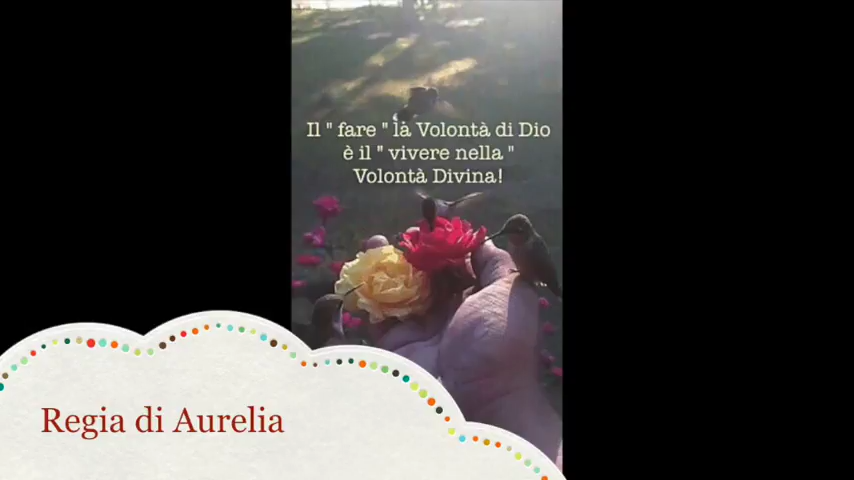 Il " fare " la Volontà di Dio
è il " vivere nella "
Volontà Divina!
Regia di Aurelia